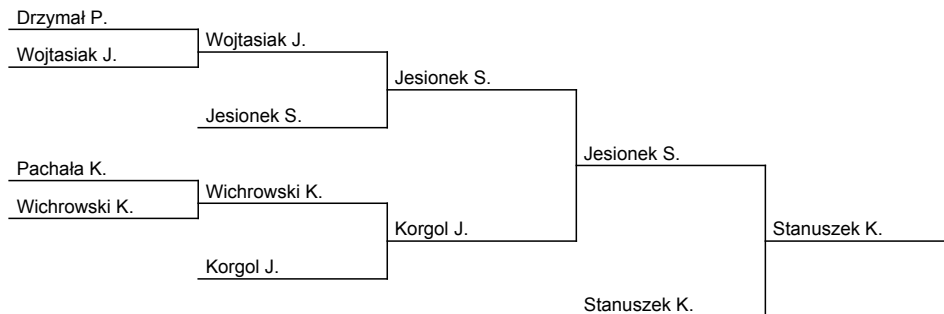 Drzymał P.
Wojtasiak J.
Wojtasiak J.
Jesionek S.
Jesionek S.
Jesionek S.
Pachała K.
Wichrowski K.
Wichrowski K.
Korgol J.
Stanuszek K.
Korgol J.
Stanuszek K.